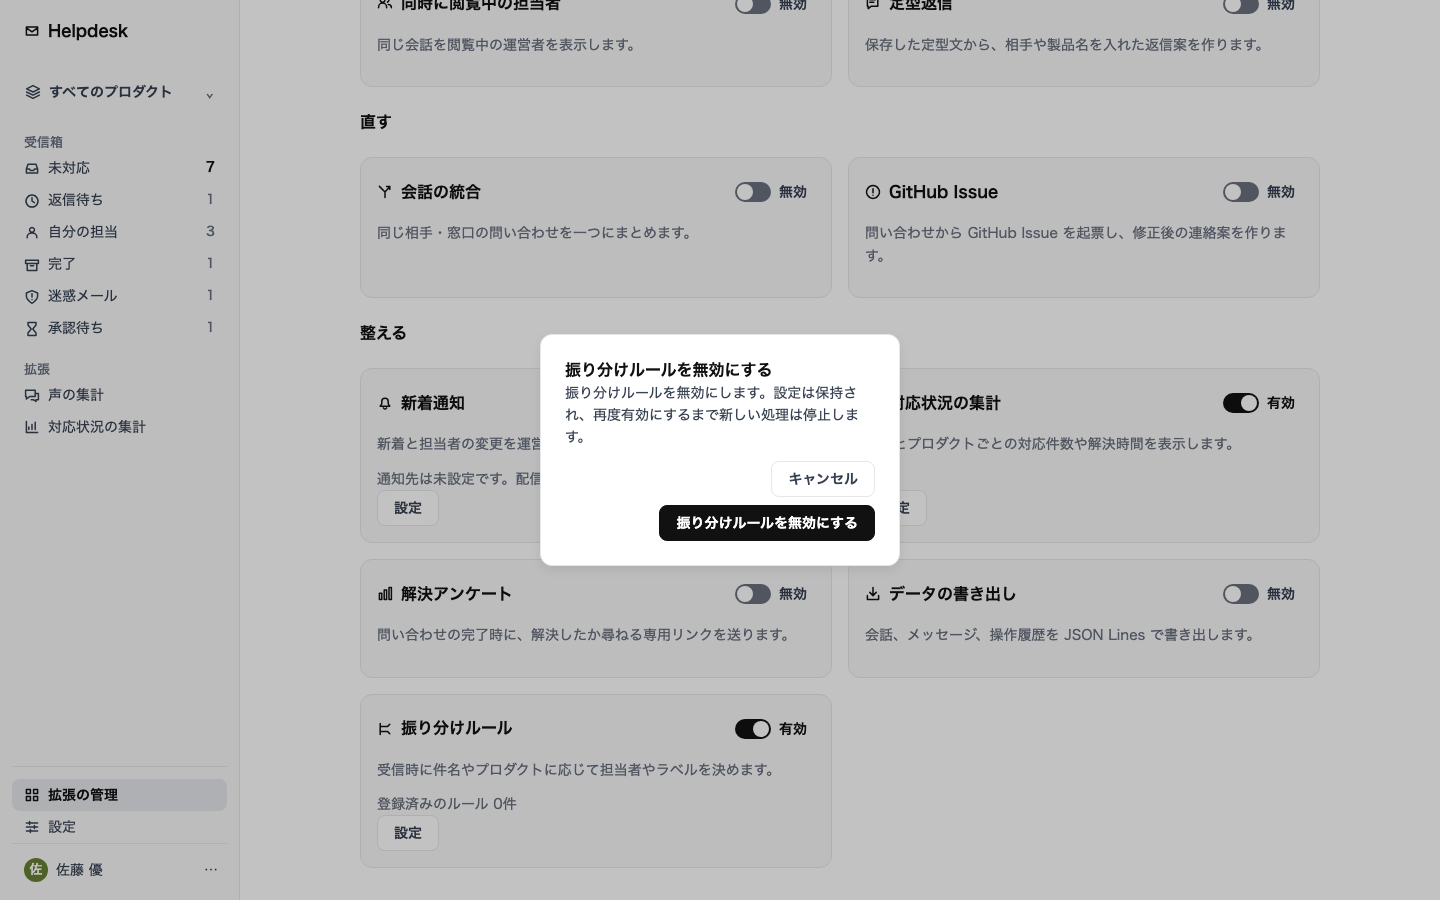 Helpdesk
すべてのプロダクト
受信箱
未対応 7
返信待ち 1
自分の担当 3
完了 1
迷惑メール 1
承認待ち 1
拡張
声の集計
対応状況の集計
拡張の管理
設定
佐 佐藤 優 …
同時に閲覧中の担当者 無効
同じ会話を閲覧中の運営者を表示します。
定型返信 無効
保存した定型文から、相手や製品名を入れた返信案を作ります。
直す
会話の統合 無効
同じ相手・窓口の問い合わせを一つにまとめます。
GitHub Issue 無効
問い合わせから GitHub Issue を起票し、修正後の連絡案を作りま
す。
整える
新着通知
新着と担当者の変更を運営
通知先は未設定です。配信
設定
対応状況の集計 有効
とプロダクトごとの対応件数や解決時間を表示します。
定
振り分けルールを無効にする
振り分けルールを無効にします。設定は保持さ
れ、再度有効にするまで新しい処理は停止しま
す。
キャンセル
振り分けルールを無効にする
解決アンケート 無効
問い合わせの完了時に、解決したか尋ねる専用リンクを送ります。
データの書き出し 無効
会話、メッセージ、操作履歴を JSON Lines で書き出します。
振り分けルール 有効
受信時に件名やプロダクトに応じて担当者やラベルを決めます。
登録済みのルール 0件
設定